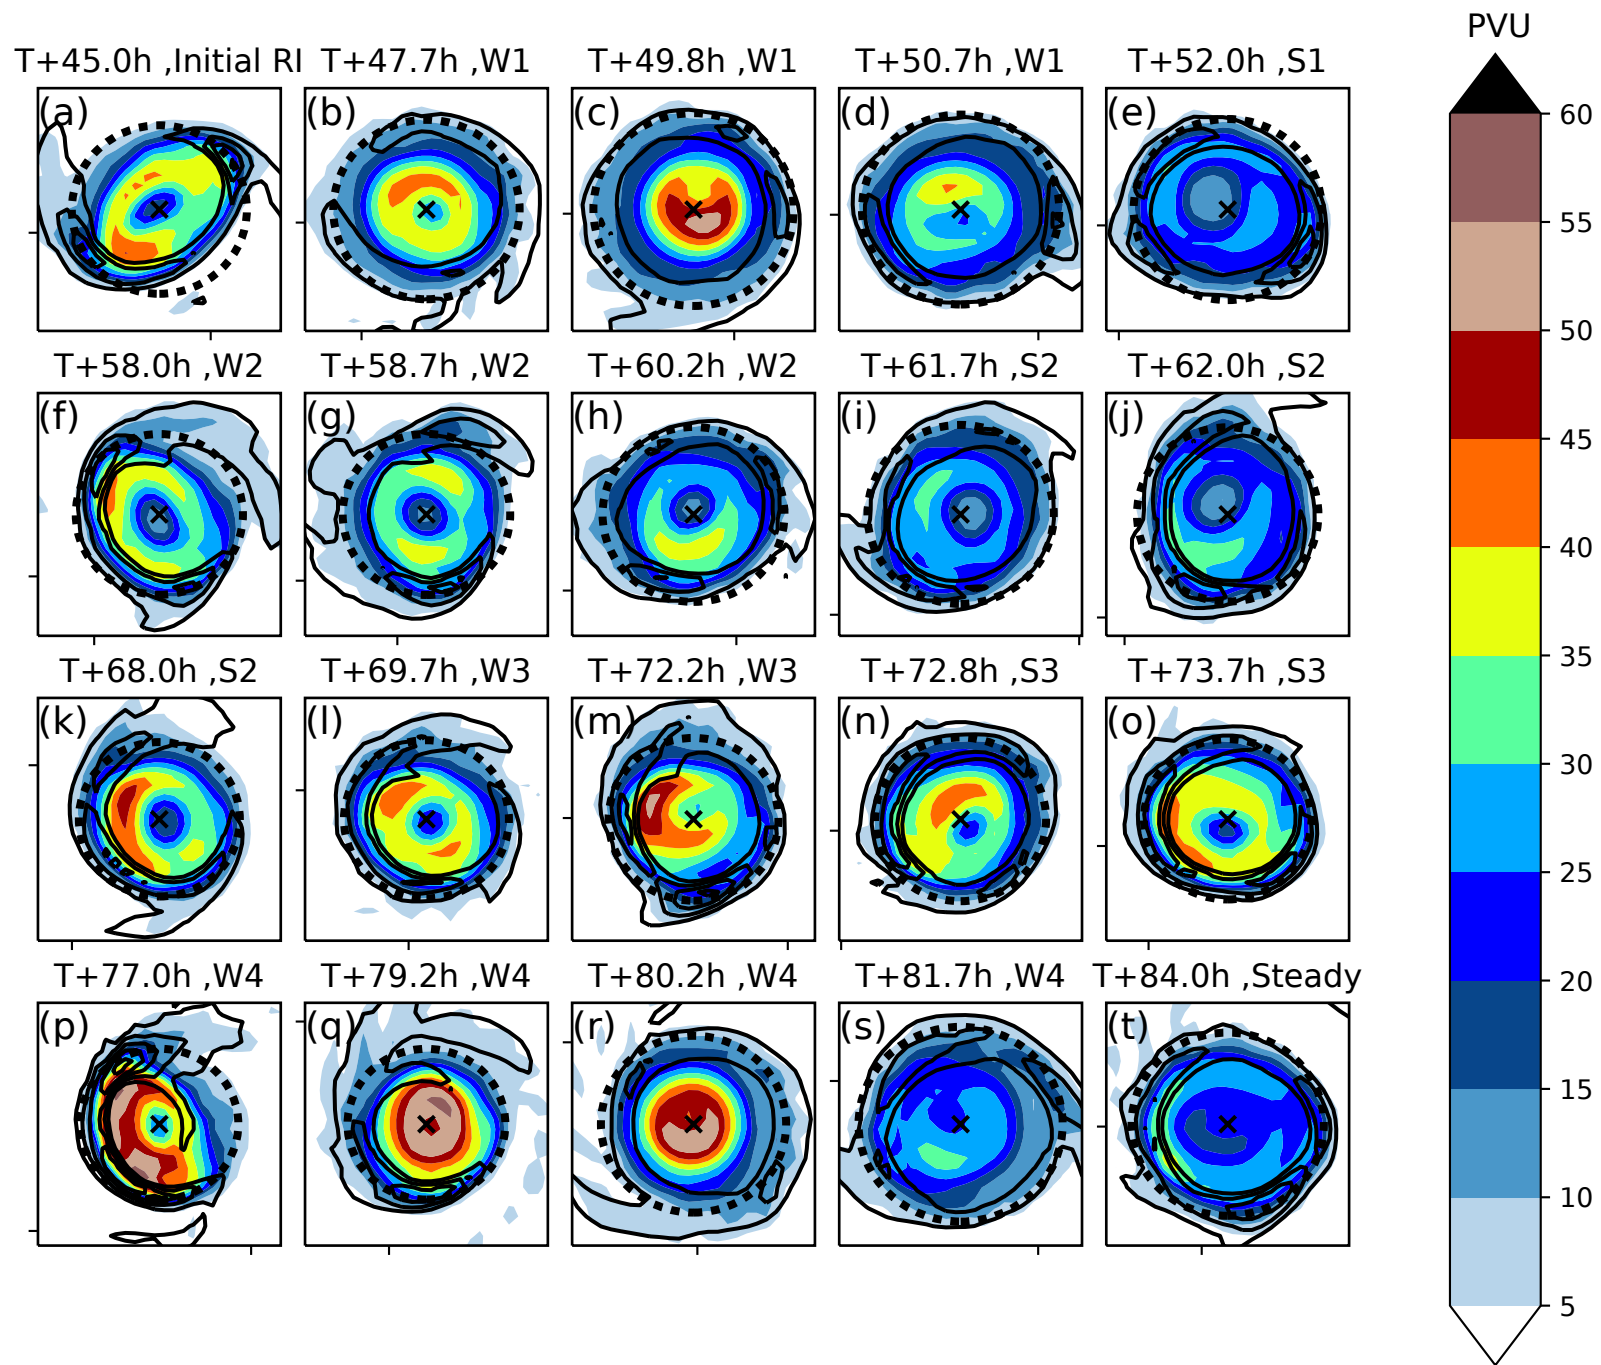 PVU
T+45.0h ,Initial RI T+47.7h ,W1 T+49.8h ,W1 T+50.7h ,W1 T+52.0h ,S1
(a) (b) (c) (d) (e)
T+58.0h ,W2 T+58.7h ,W2 T+60.2h ,W2 T+61.7h ,S2 T+62.0h ,S2
(f) (g) (h) (i) (j)
T+68.0h ,S2 T+69.7h ,W3 T+72.2h ,W3 T+72.8h ,S3 T+73.7h ,S3
(k) (l) (m) (n) (o)
T+77.0h ,W4 T+79.2h ,W4 T+80.2h ,W4 T+81.7h ,W4 T+84.0h ,Steady
(p) (q) (r) (s) (t)
60
55
50
45
40
35
30
25
20
15
10
5